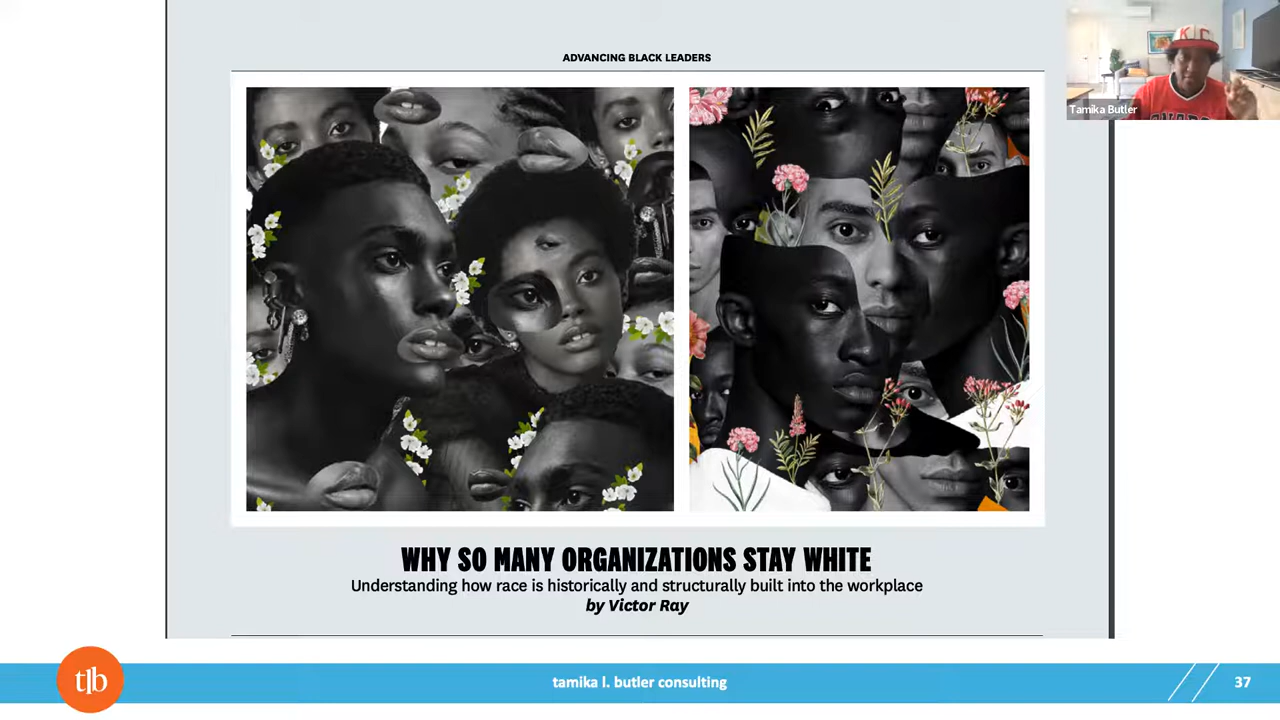 ADVANCING BLACK LEADERS
KC
Tamika Butler
WHY SO MANY ORGANIZATIONS STAY WHITE
Understanding how race is historically and structurally built into the workplace
by Victor Ray
tlb
tamika l. butler consulting
37